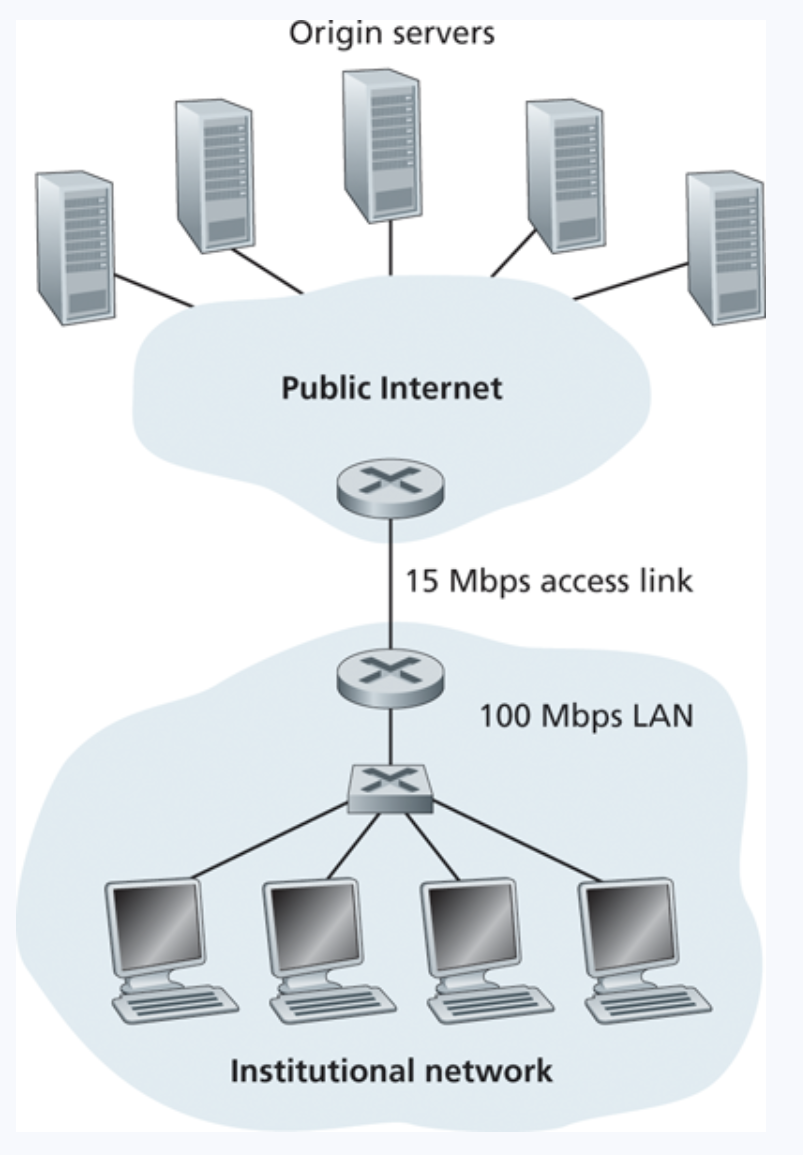 Origin servers
Public Internet
15 Mbps access link
100 Mbps LAN
Institutional network